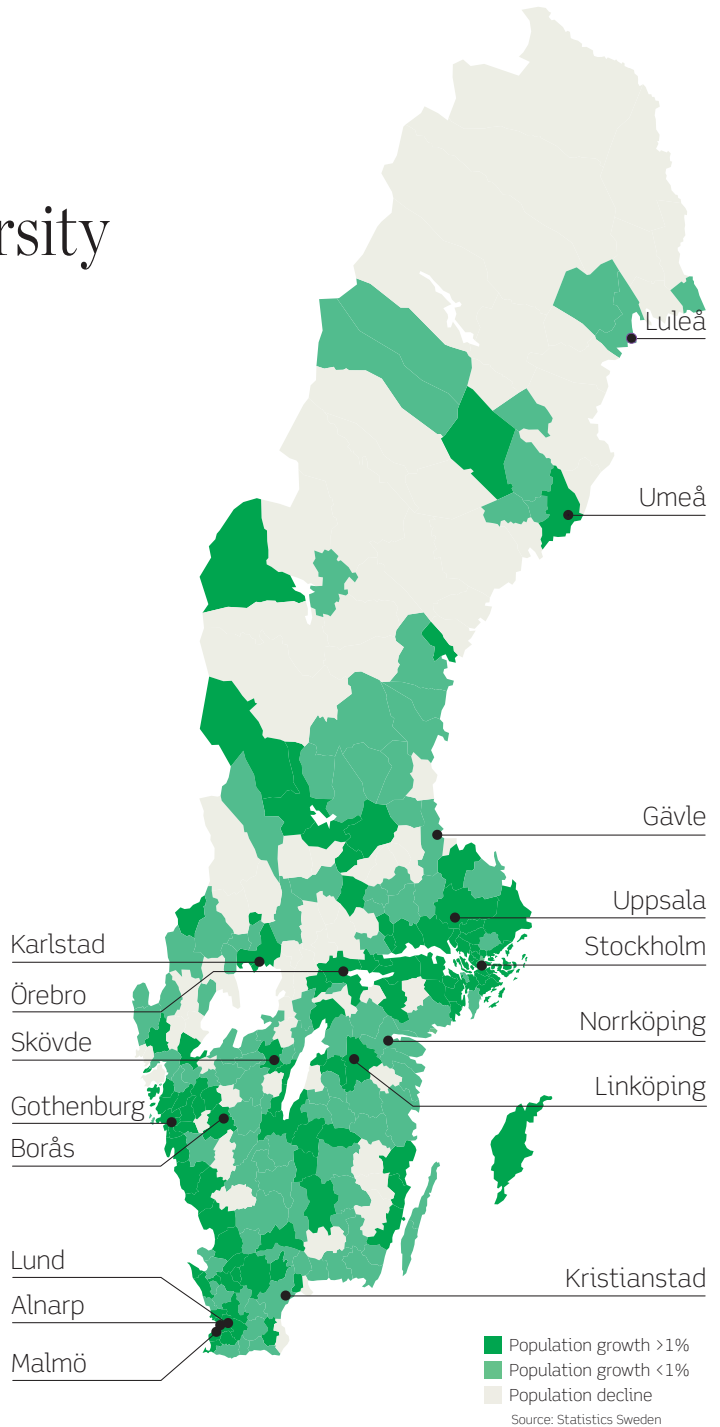 rsity
Luleå
Umeå
Gävle
Uppsala
Stockholm
Karlstad
Örebro
Norrköping
Skövde
Linköping
Gothenburg
Borås
Lund
Kristianstad
Alnarp
Malmö
Population growth >1%
Population growth <1%
Population decline
Source: Statistics Sweden